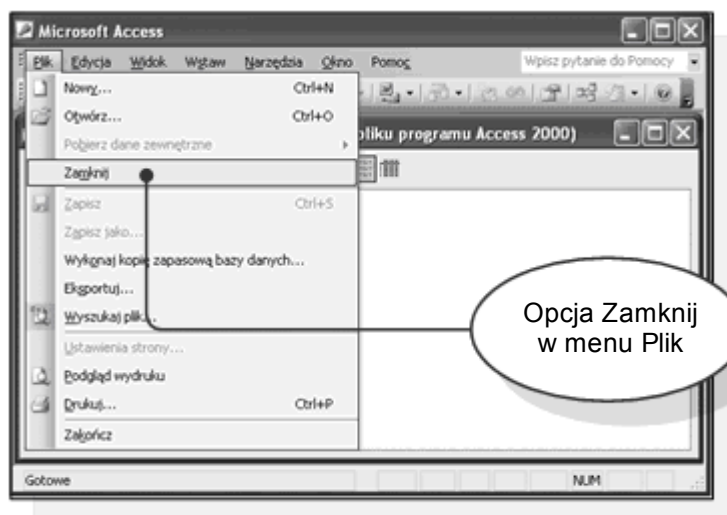 Microsoft Access
Plik Edycja Widok Wstaw Narzędzia Okno Pomoc Wpisz pytanie do Pomocy
Nowy... Ctrl+N
Otwórz... Ctrl+O
Pobierz dane zewnętrzne
pliku programu Access 2000)
Zamknij
Zapisz Ctrl+S
Zapisz jako...
Wykonaj kopię zapasową bazy danych...
Eksportuj...
Wyszukaj plik...
Ustawienia strony...
Podgląd wydruku
Drukuj... Ctrl+P
Zakończ
Opcja Zamknij
w menu Plik
Gotowe NUM